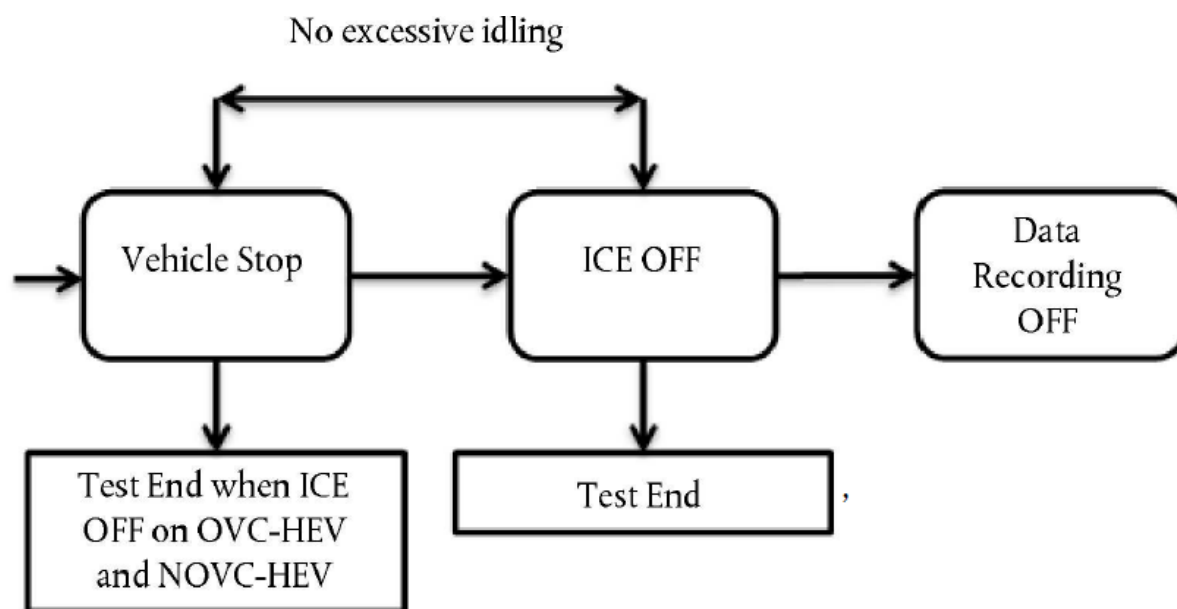 No excessive idling
Vehicle Stop
ICE OFF
Data
Recording
OFF
Test End when ICE
OFF on OVC-HEV
and NOVC-HEV
Test End
,